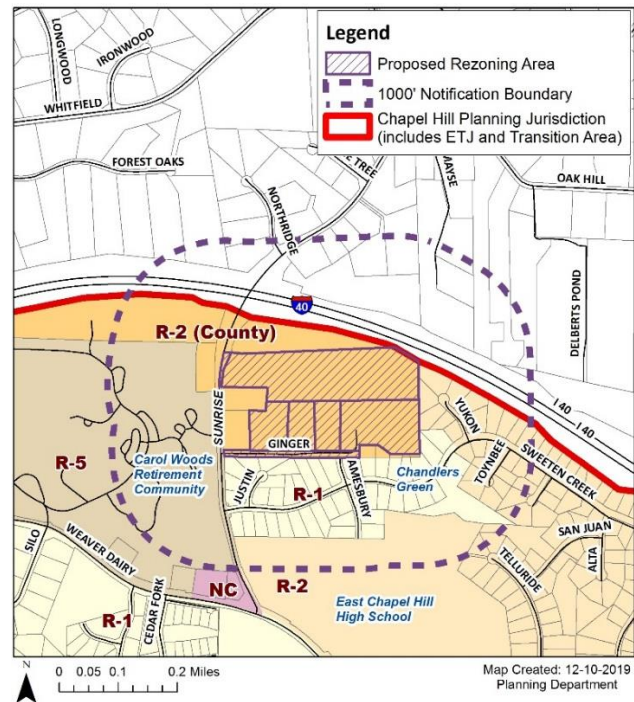 LONGWOOD
IRONWOOD
WHITFIELD
FOREST OAKS
NORTHRIDGE
E TREE
MAYSE
OAK HILL
DELBERTS POND
Legend
Proposed Rezoning Area
1000' Notification Boundary
Chapel Hill Planning Jurisdiction
(includes ETJ and Transition Area)
40
I 40
I 40
R-2 (County)
SUNRISE
GINGER
JUSTIN
AMESBURY
R-1
Chandlers
Green
YUKON
TOYNBEE
SWEETEN CREEK
SAN JUAN
ALTA
TELLURIDE
R-5
Carol Woods
Retirement
Community
SILO
WEAVER DAIRY
CEDAR FORK
R-1
NC
R-2
East Chapel Hill
High School
N
0 0.05 0.1 0.2 Miles
Map Created: 12-10-2019
Planning Department